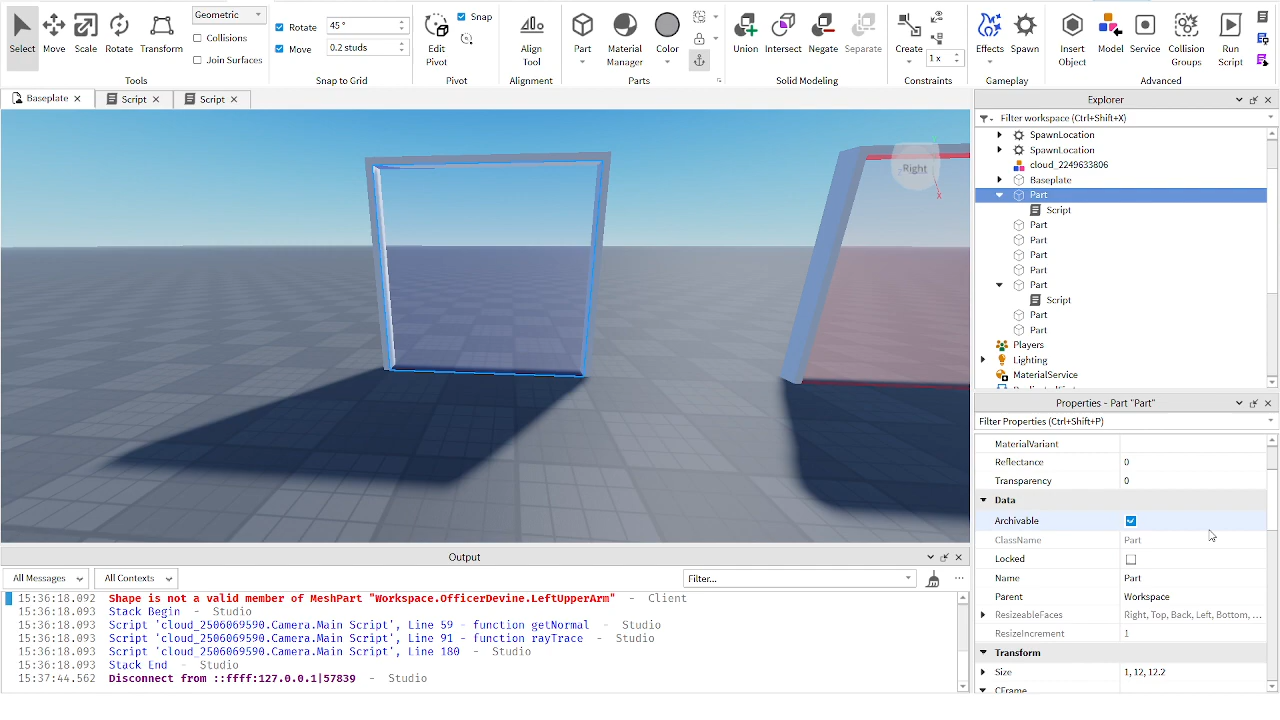 Geometric
Rotate
45 °
Snap
Collisions
Move
0.2 studs
Join Surfaces
Select
Move
Scale
Transform
Edit
Pivot
Align
Tool
Part
Material
Manager
Color
Union
Intersect
Negate
Separate
Create
1 x
Effects
Spawn
Insert
Object
Model
Service
Collision
Groups
Run
Script
Tools
Snap to Grid
Pivot
Alignment
Parts
Solid Modeling
Constraints
Gameplay
Advanced
Baseplate
Script
Script
Right
x
Explorer
Filter workspace (Ctrl+Shift+X)
SpawnLocation
SpawnLocation
cloud_2249633806
Baseplate
Part
Script
Part
Part
Part
Part
Part
Script
Part
Part
Players
Lighting
MaterialService
Properties - Part "Part"
Filter Properties (Ctrl+Shift+P)
MaterialVariant
Reflectance 0
Transparency 0
Data
Archivable
ClassName Part
Locked
Name Part
Parent Workspace
ResizeableFaces Right, Top, Back, Left, Bottom, ...
ResizeIncrement 1
Transform
Size 1, 12, 12.2
CFrame
Output
All Messages
All Contexts
Filter...
15:36:18.092 Shape is not a valid member of MeshPart "Workspace.OfficerDevine.LeftUpperArm" - Client
15:36:18.093 Stack Begin - Studio
15:36:18.093 Script 'cloud_2506069590.Camera.Main Script', Line 59 - function getNormal - Studio
15:36:18.093 Script 'cloud_2506069590.Camera.Main Script', Line 91 - function rayTrace - Studio
15:36:18.093 Script 'cloud_2506069590.Camera.Main Script', Line 180 - Studio
15:36:18.093 Stack End - Studio
15:37:44.562 Disconnect from ::ffff:127.0.0.1|57839 - Studio